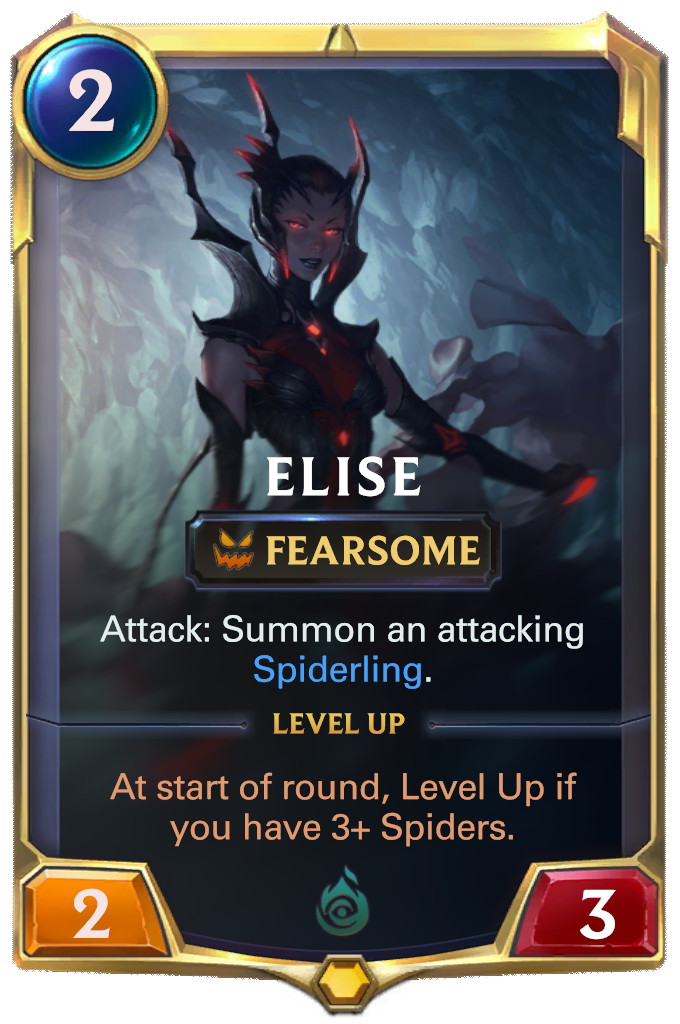 2
ELISE
FEARSOME
Attack: Summon an attacking
Spiderling.
LEVEL UP
At start of round, Level Up if
you have 3+ Spiders.
2
3